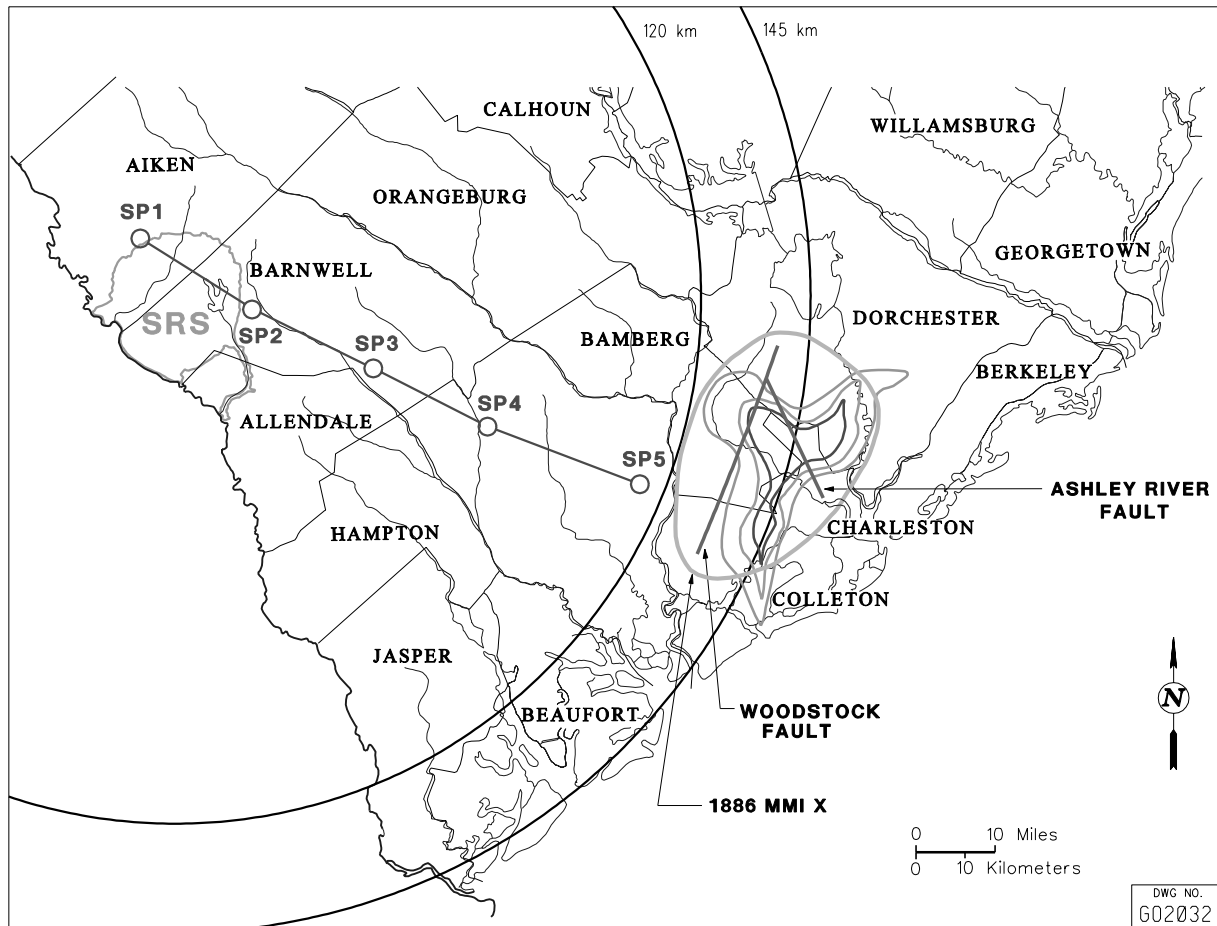 120 km
145 km
CALHOUN
WILLAMSBURG
AIKEN
ORANGEBURG
SP1
GEORGETOWN
BARNWELL
SRS
SP2
DORCHESTER
SP3
BAMBERG
BERKELEY
ALLENDALE
SP4
SP5
ASHLEY RIVER
FAULT
HAMPTON
CHARLESTON
COLLETON
JASPER
N
BEAUFORT
WOODSTOCK
FAULT
1886 MMI X
0 10 Miles
0 10 Kilometers
DWG NO.
G02032